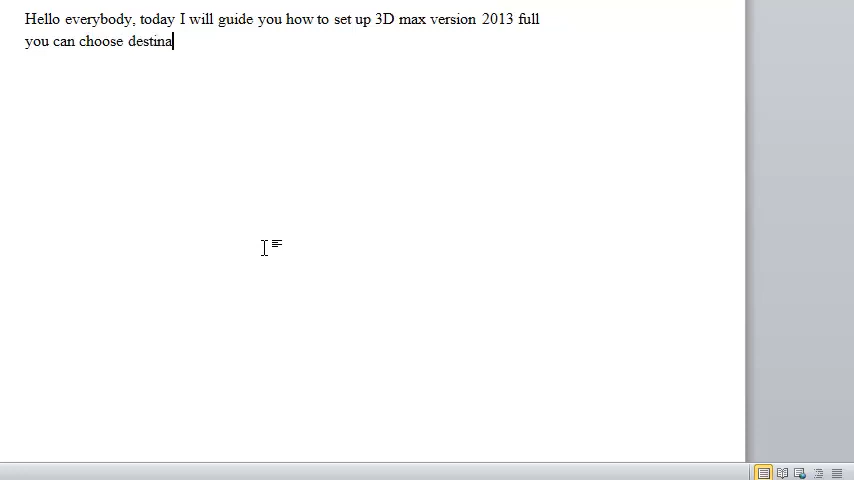 Hello everybody, today I will guide you how to set up 3D max version 2013 full
you can choose destina